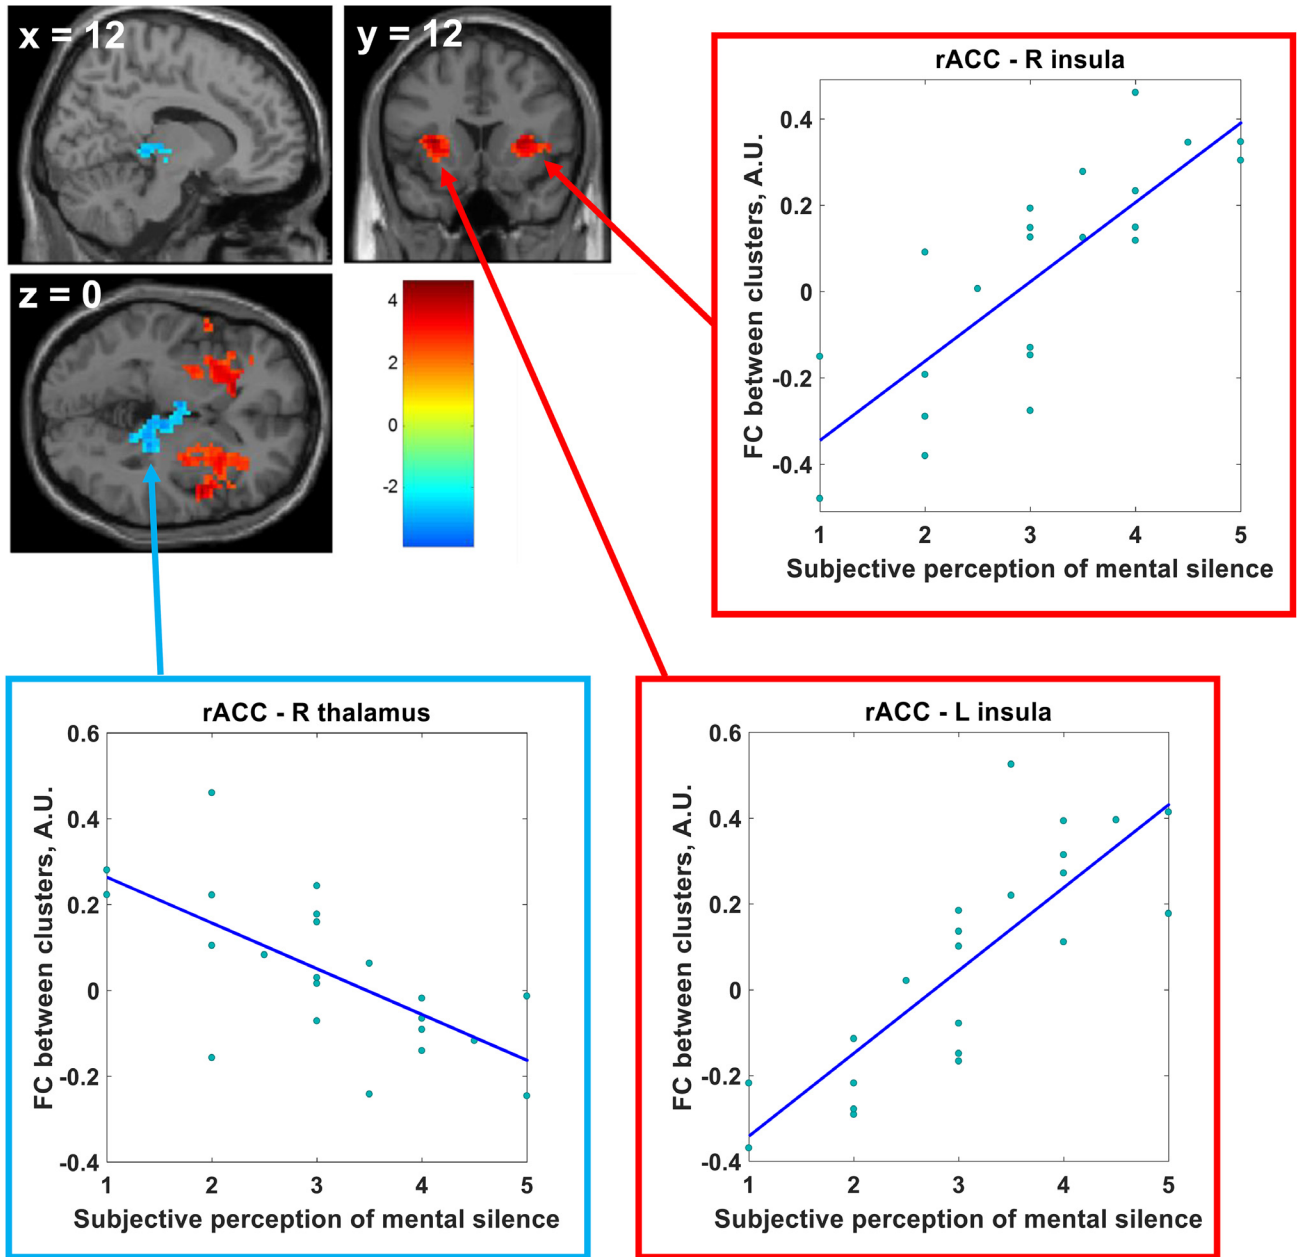 x = 12
y = 12
z = 0
4
2
0
-2
rACC - R insula
FC between clusters, A.U.
0.4
0.2
0
-0.2
-0.4
1 2 3 4 5
Subjective perception of mental silence
rACC - R thalamus
FC between clusters, A.U.
0.6
0.4
0.2
0
-0.2
-0.4
1 2 3 4 5
Subjective perception of mental silence
rACC - L insula
FC between clusters, A.U.
0.6
0.4
0.2
0
-0.2
-0.4
1 2 3 4 5
Subjective perception of mental silence